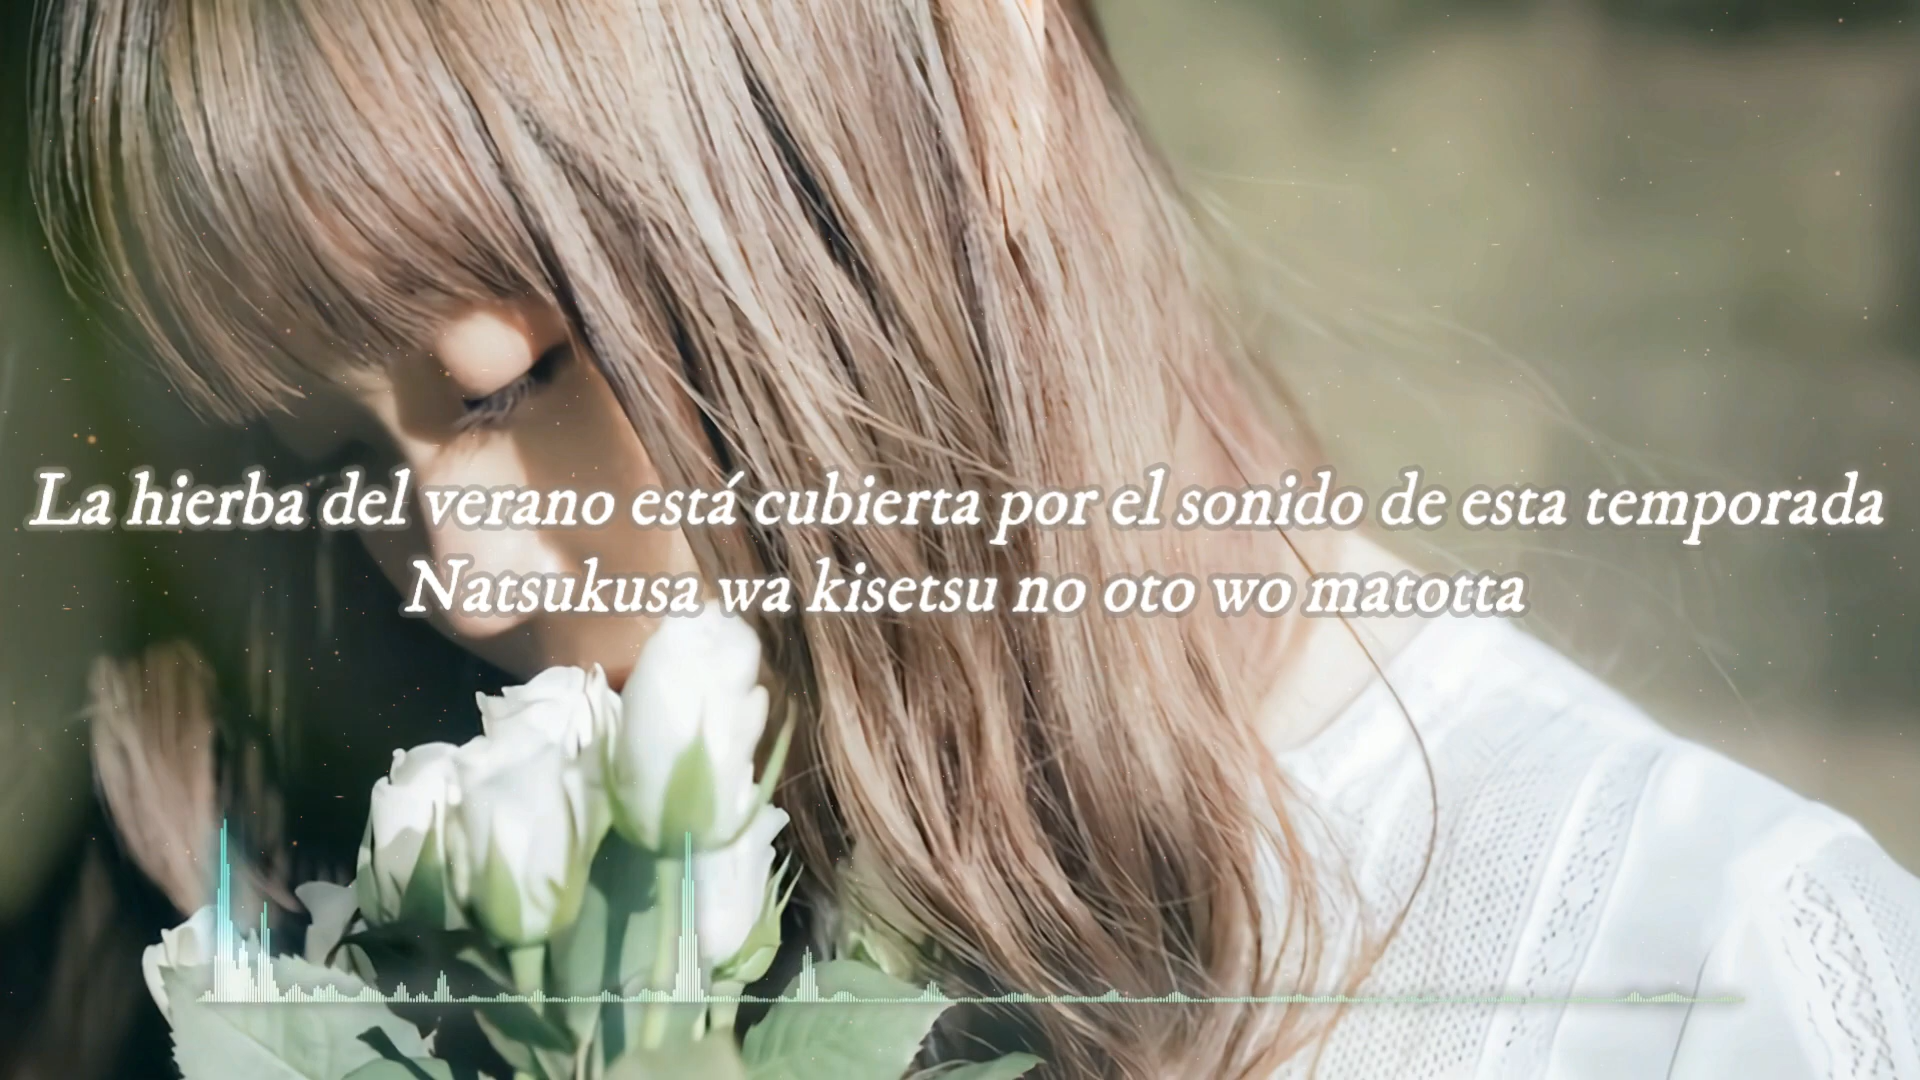 La hierba del verano está cubierta por el sonido de esta temporada
Natsukusa wa kisetsu no oto wo matotta